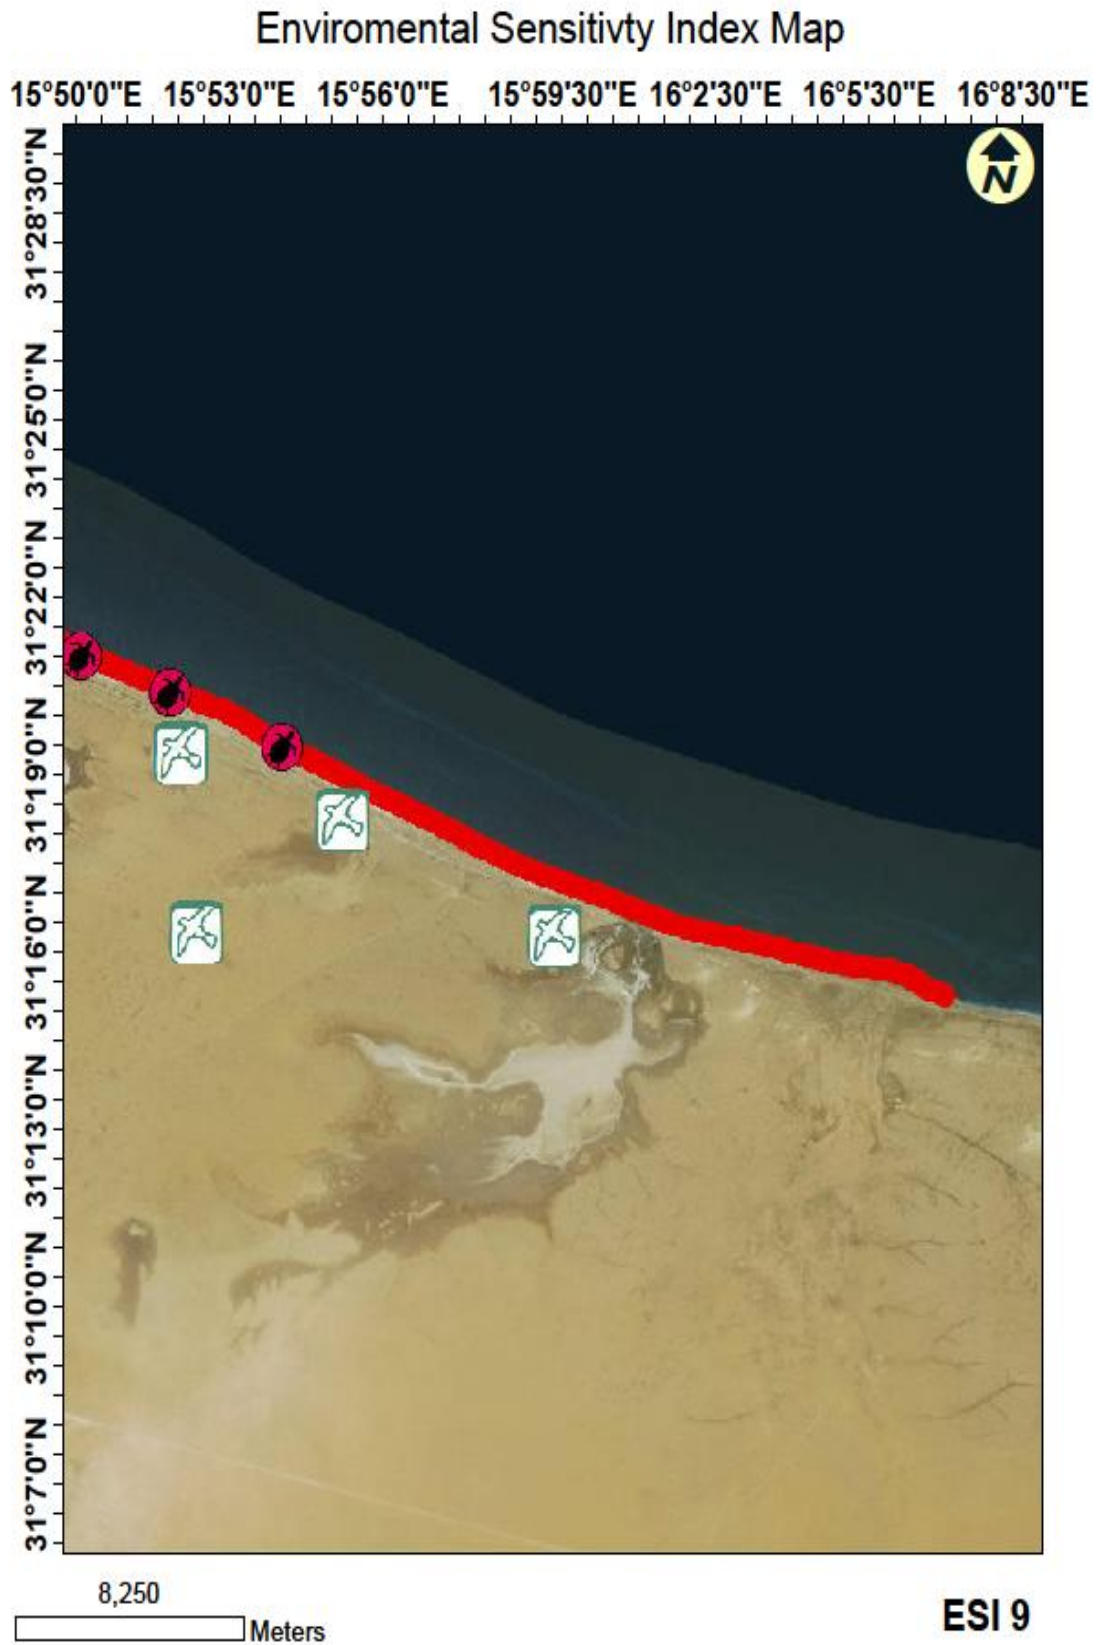 Enviromental Sensitivty Index Map
15°50'0"E 15°53'0"E 15°56'0"E 15°59'30"E 16°2'30"E 16°5'30"E 16°8'30"E
N
31°28'30"N
31°25'0"N
31°22'0"N
31°19'0"N
31°16'0"N
31°13'0"N
31°10'0"N
31°7'0"N
8,250
Meters
ESI 9